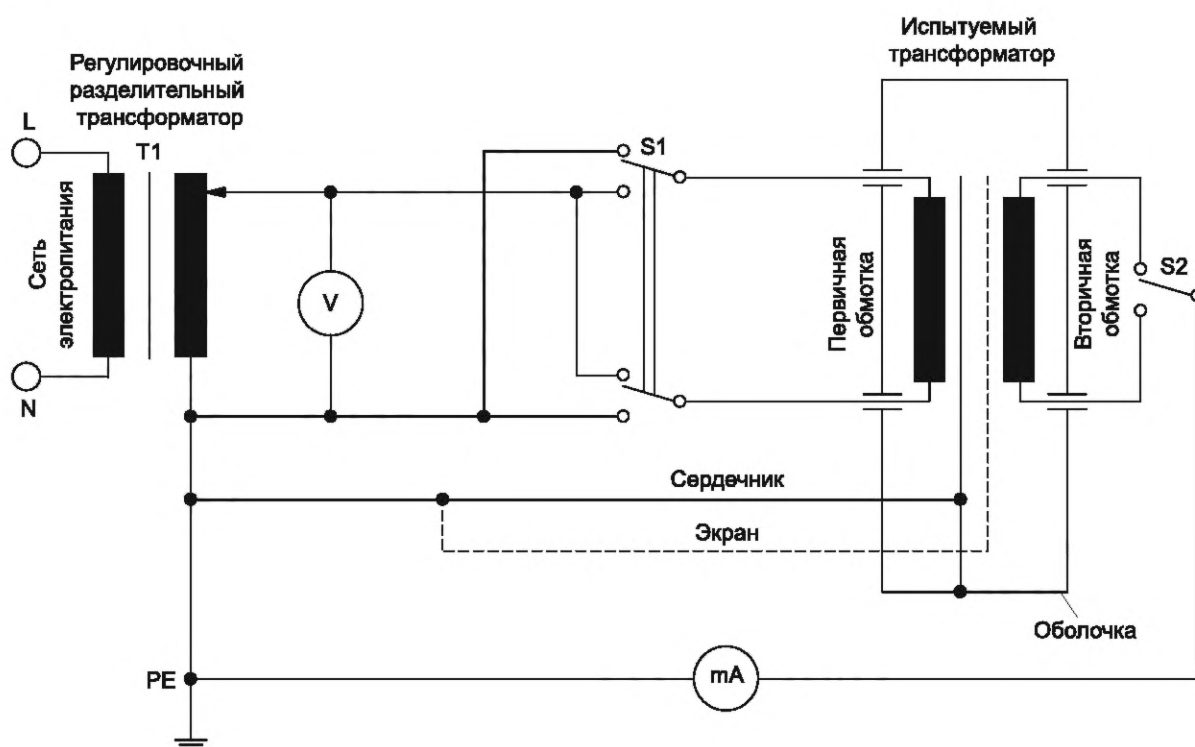 Испытуемый
трансформатор
Регулировочный
разделительный
трансформатор
L
T1
S1
Сеть
электропитания
V
Первичная
обмотка
Вторичная
обмотка
S2
N
Сердечник
Экран
Оболочка
PE
mA